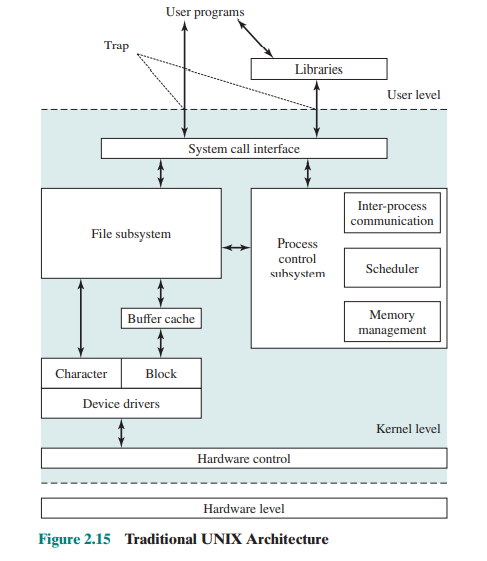 User programs
Trap
Libraries
User level
System call interface
File subsystem
Process
control
subsystem
Inter-process
communication
Scheduler
Memory
management
Buffer cache
Character
Block
Device drivers
Kernel level
Hardware control
Hardware level
Figure 2.15 Traditional UNIX Architecture